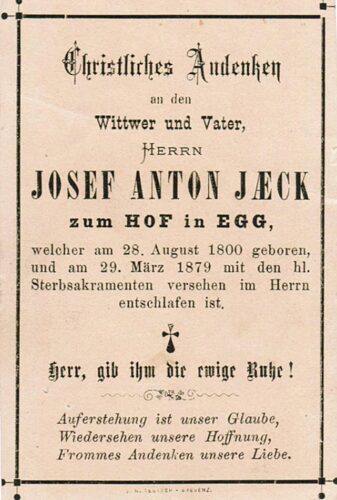 Christliches Andenken
an den
Wittwer und Vater,
HERRN
JOSEF ANTON JÆCK
zum HOF in EGG,
welcher am 28. August 1800 geboren,
und am 29. März 1879 mit den hl.
Sterbsakramenten versehen im Herrn
entschlafen ist.
Herr, gib ihm die ewige Ruhe!
Auferstehung ist unser Glaube,
Wiedersehen unsere Hoffnung,
Frommes Andenken unsere Liebe.